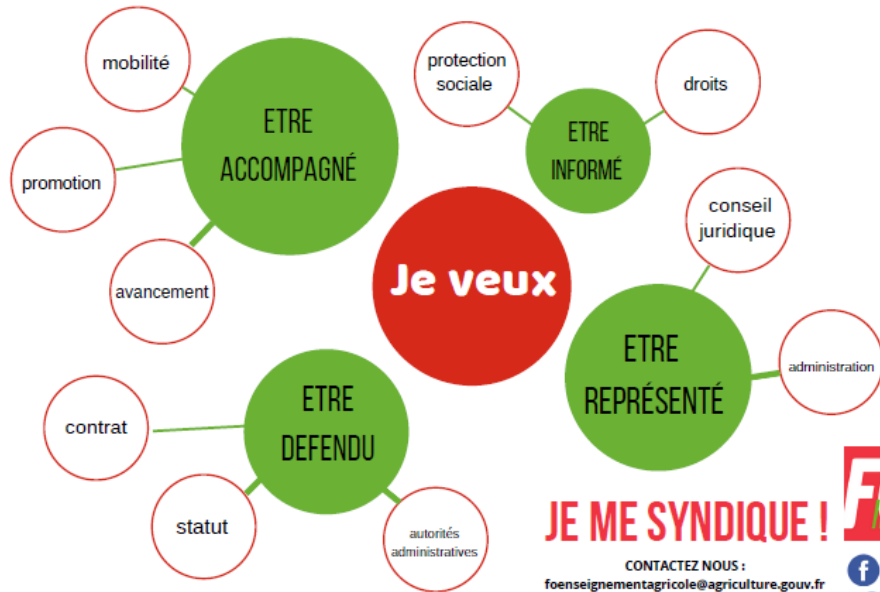 mobilité
promotion
avancement
ETRE
ACCOMPAGNÉ
protection
sociale
droits
ETRE
INFORMÉ
Je veux
conseil
juridique
administration
ETRE
REPRÉSENTÉ
contrat
statut
autorités
administratives
ETRE
DEFENDU
JE ME SYNDIQUE !
CONTACTEZ NOUS :
foenseignementagricole@agriculture.gouv.fr
f